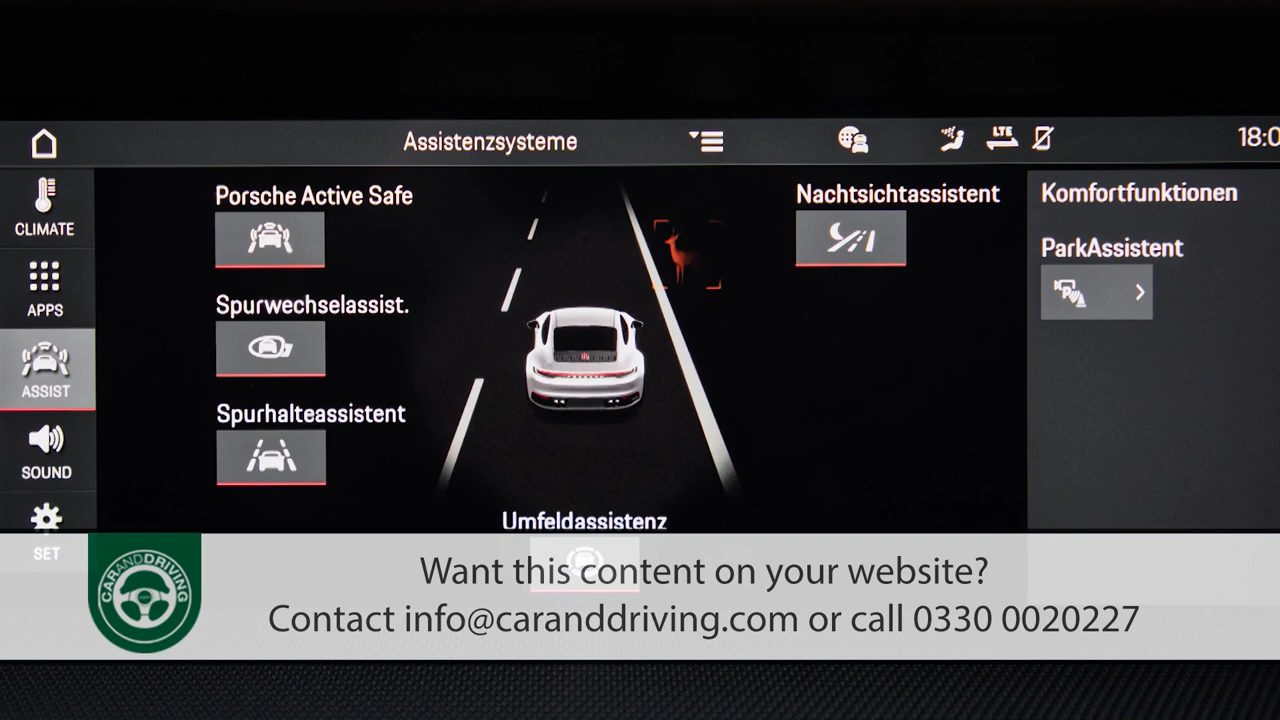 Assistenzsysteme
LTE
18:0
CLIMATE
APPS
ASSIST
SOUND
SET
Porsche Active Safe
Spurwechselassist.
Spurhalteassistent
Nachtsichtassistent
Komfortfunktionen
ParkAssistent
P
Umfeldassistenz
CARANDDRIVING
Want this content on your website?
Contact info@caranddriving.com or call 0330 0020227